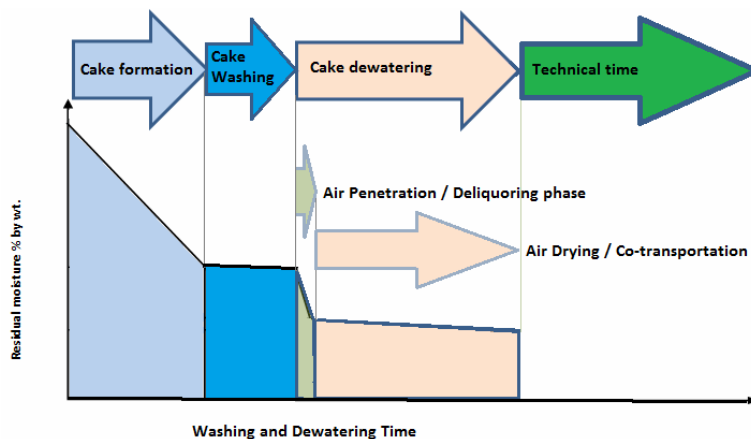 Cake formation
Cake
Washing
Cake dewatering
Technical time
Air Penetration / Deliquoring phase
Air Drying / Co-transportation
Residual moisture % by wt.
Washing and Dewatering Time